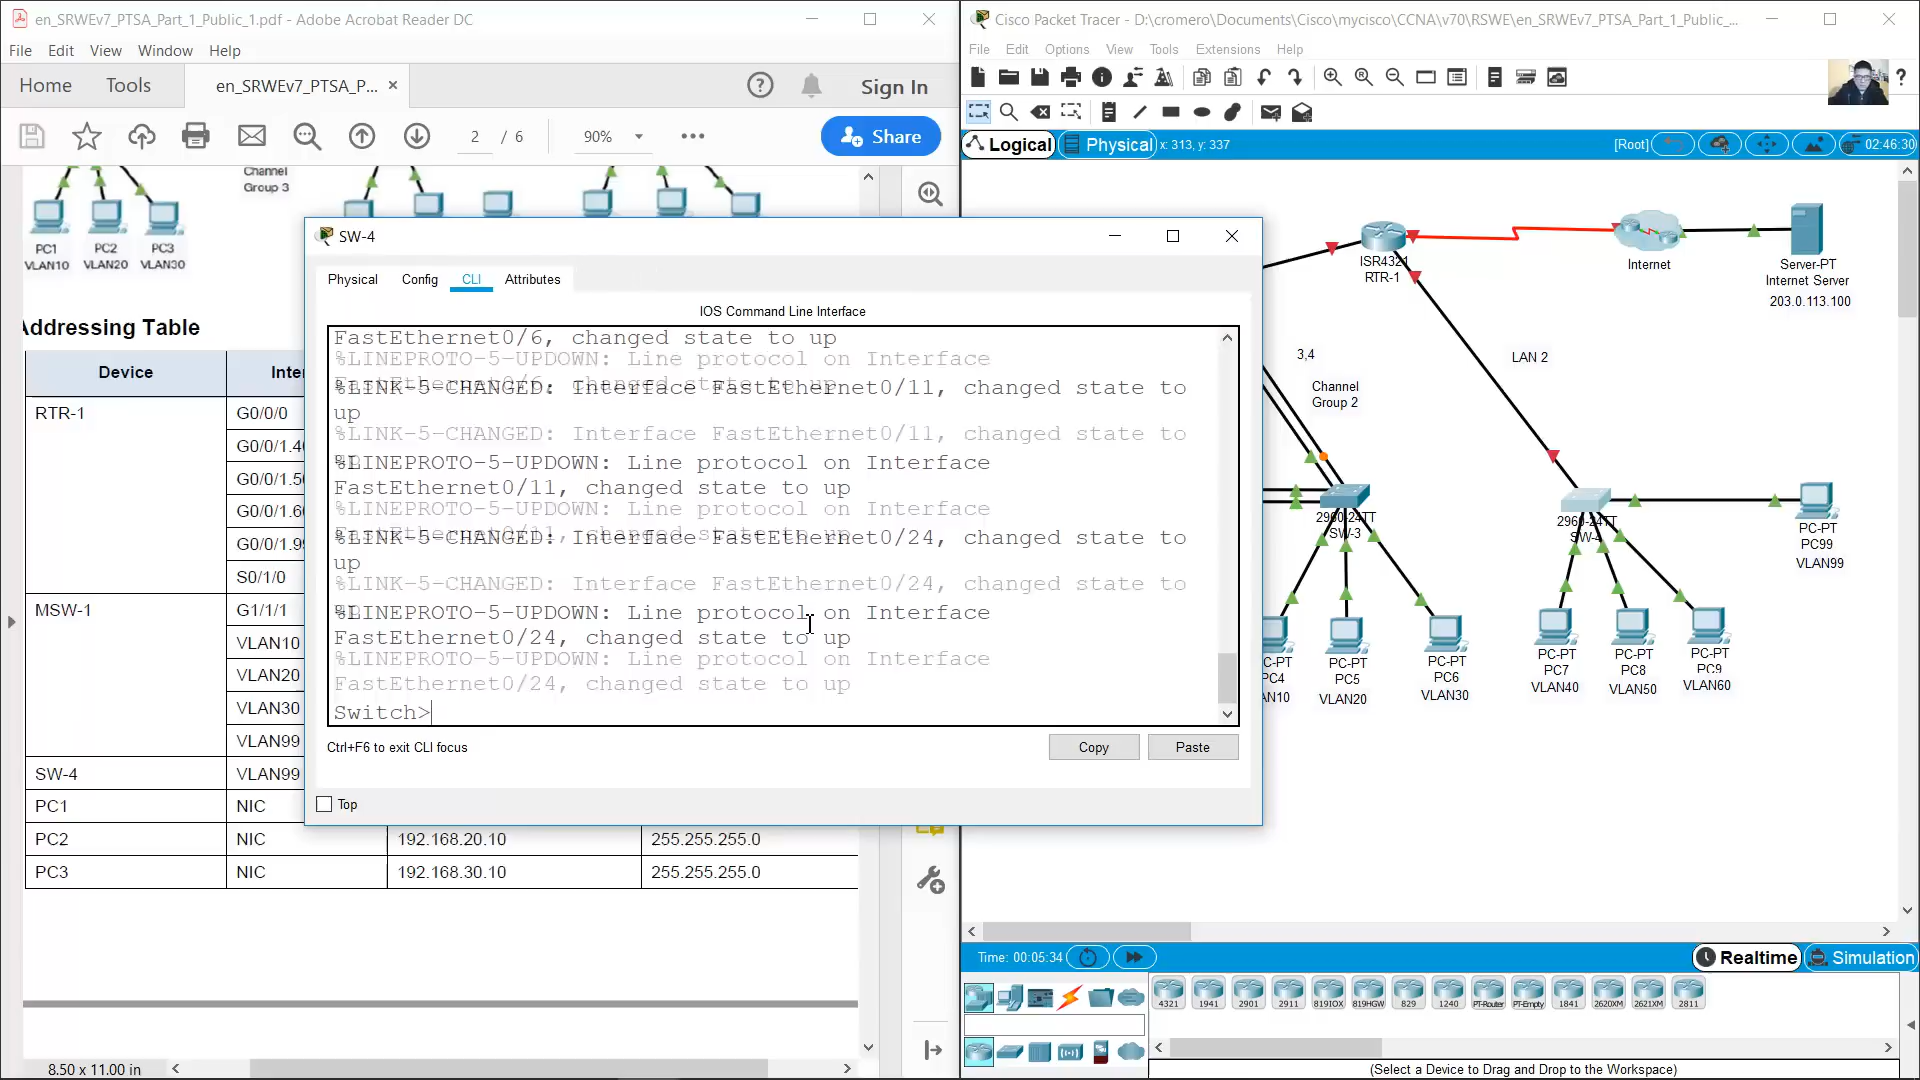 en_SRWEv7_PTSA_Part_1_Public_1.pdf - Adobe Acrobat Reader DC
File Edit View Window Help
Home Tools en_SRWEv7_PTSA_P... × Sign In
2 / 6 90% Share
Channel
Group 3
PC1 PC2 PC3
VLAN10 VLAN20 VLAN30
Addressing Table
Device
RTR-1 G0/0/0
S0/1/0
MSW-1 G1/1/1
VLAN10
VLAN20
VLAN30
VLAN99
SW-4 VLAN99
PC1 NIC
PC2 NIC 192.168.20.10 255.255.255.0
PC3 NIC 192.168.30.10 255.255.255.0
8.50 x 11.00 in
SW-4
Physical Config CLI Attributes
IOS Command Line Interface
FastEthernet0/6, changed state to up
%LINEPROTO-5-UPDOWN: Line protocol on Interface
%LINK-5-CHANGED: Interface FastEthernet0/11, changed state to
up
%LINK-5-CHANGED: Interface FastEthernet0/11, changed state to
%LINEPROTO-5-UPDOWN: Line protocol on Interface
FastEthernet0/11, changed state to up
%LINEPROTO-5-UPDOWN: Line protocol on Interface
%LINK-5-CHANGED: Interface FastEthernet0/24, changed state to
up
%LINK-5-CHANGED: Interface FastEthernet0/24, changed state to
%LINEPROTO-5-UPDOWN: Line protocol on Interface
FastEthernet0/24, changed state to up
%LINEPROTO-5-UPDOWN: Line protocol on Interface
FastEthernet0/24, changed state to up
Switch>
Ctrl+F6 to exit CLI focus
Copy Paste
Top
Cisco Packet Tracer - D:\cromero\Documents\Cisco\mycisco\CCNA\v70\RSWE\en_SRWEv7_PTSA_Part_1_Public_...
File Edit Options View Tools Extensions Help
Logical Physical x: 313, y: 337 [Root] 02:46:30
ISR4321
RTR-1
Internet
Server-PT
Internet Server
203.0.113.100
3,4
Channel
Group 2
LAN 2
2960-24TT
SW-3
2960-24TT
SW-4
PC-PT
PC99
VLAN99
PC4
PC-PT
PC5
VLAN20
PC-PT
PC6
VLAN30
PC-PT
PC7
VLAN40
PC-PT
PC8
VLAN50
PC-PT
PC9
VLAN60
Time: 00:05:34 Realtime Simulation
4321 1941 2901 2911 819IOX 819HGW 829 1240 PT-Router PT-Empty 1841 2620XM 2621XM 2811
(Select a Device to Drag and Drop to the Workspace)